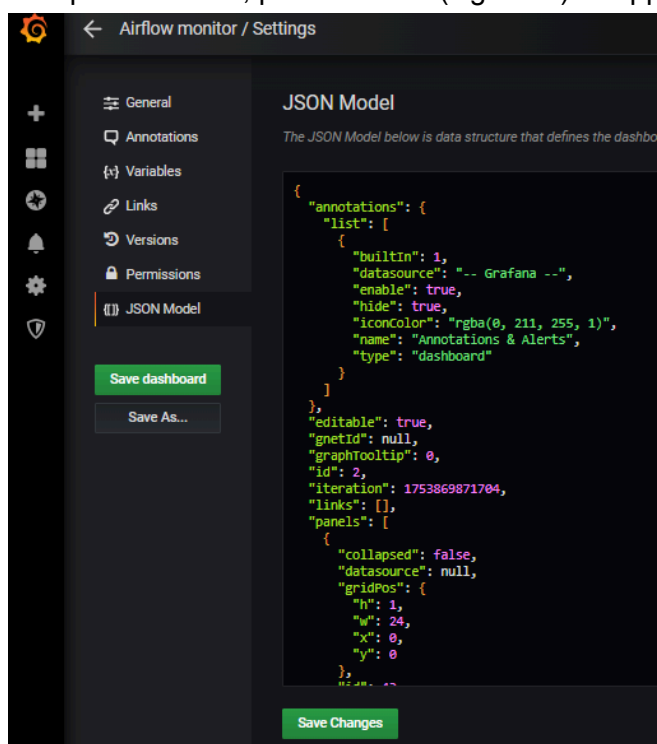 Airflow monitor / Settings
General
Annotations
Variables
Links
Versions
Permissions
JSON Model
Save dashboard
Save As...
JSON Model
The JSON Model below is data structure that defines the dashbo
{
"annotations": {
"list": [
{
"builtIn": 1,
"datasource": "-- Grafana --",
"enable": true,
"hide": true,
"iconColor": "rgba(0, 211, 255, 1)",
"name": "Annotations & Alerts",
"type": "dashboard"
}
]
},
"editable": true,
"gnetId": null,
"graphTooltip": 0,
"id": 2,
"iteration": 1753869871704,
"links": [],
"panels": [
{
"collapsed": false,
"datasource": null,
"gridPos": {
"h": 1,
"w": 24,
"x": 0,
"y": 0
},
Save Changes